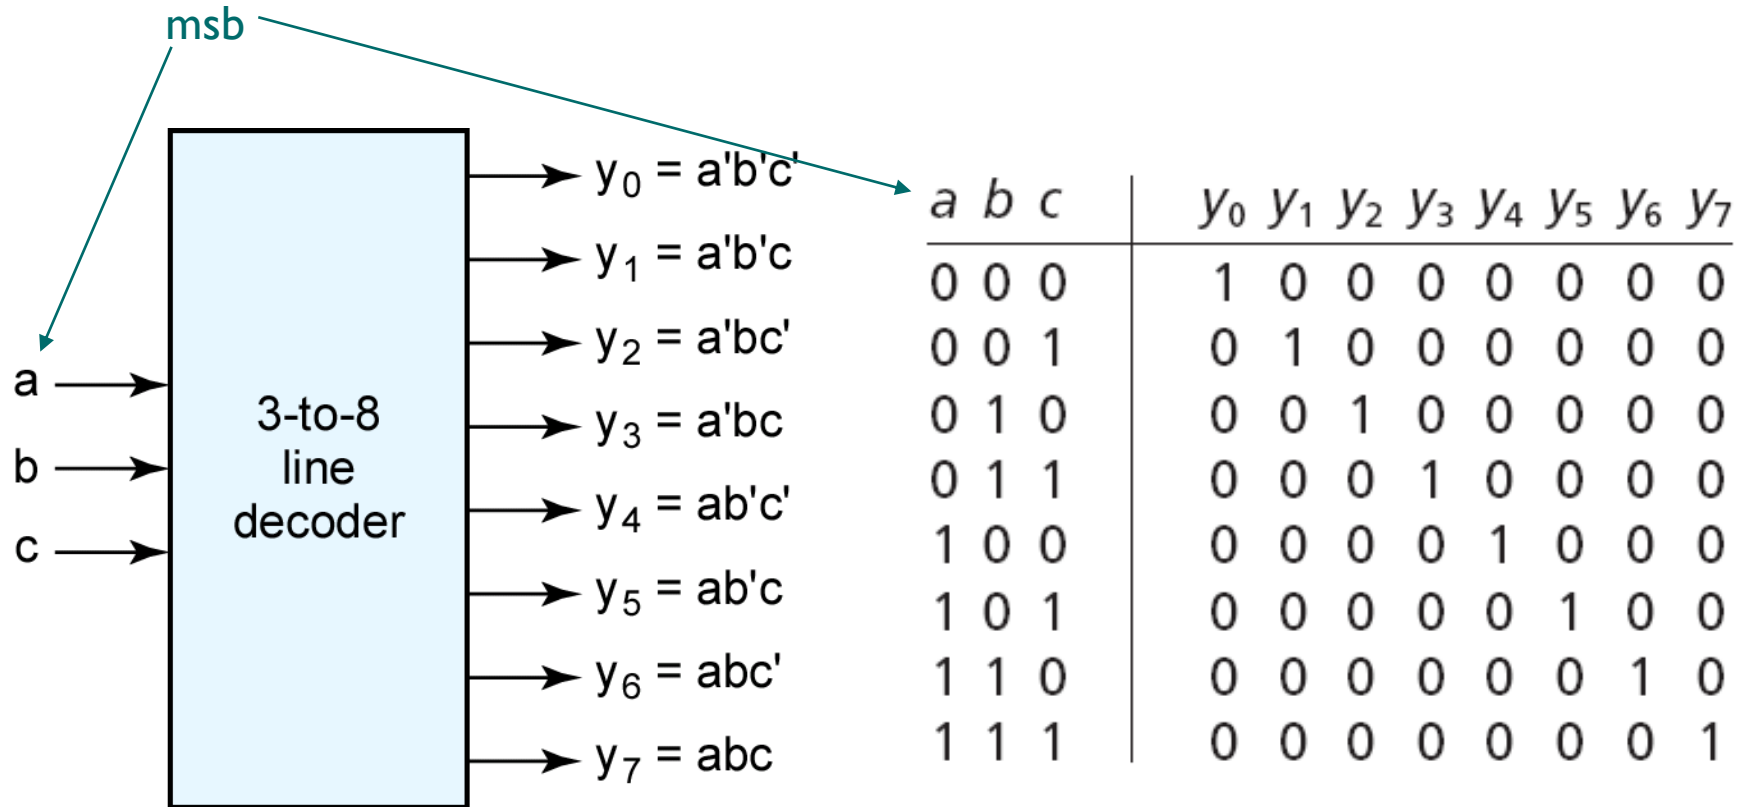 msb
a
b
c
3-to-8
line
decoder
y0 = a'b'c'
y1 = a'b'c
y2 = a'bc'
y3 = a'bc
y4 = ab'c'
y5 = ab'c
y6 = abc'
y7 = abc
a b c y0 y1 y2 y3 y4 y5 y6 y7
0 0 0 1 0 0 0 0 0 0 0
0 0 1 0 1 0 0 0 0 0 0
0 1 0 0 0 1 0 0 0 0 0
0 1 1 0 0 0 1 0 0 0 0
1 0 0 0 0 0 0 1 0 0 0
1 0 1 0 0 0 0 0 1 0 0
1 1 0 0 0 0 0 0 0 1 0
1 1 1 0 0 0 0 0 0 0 1